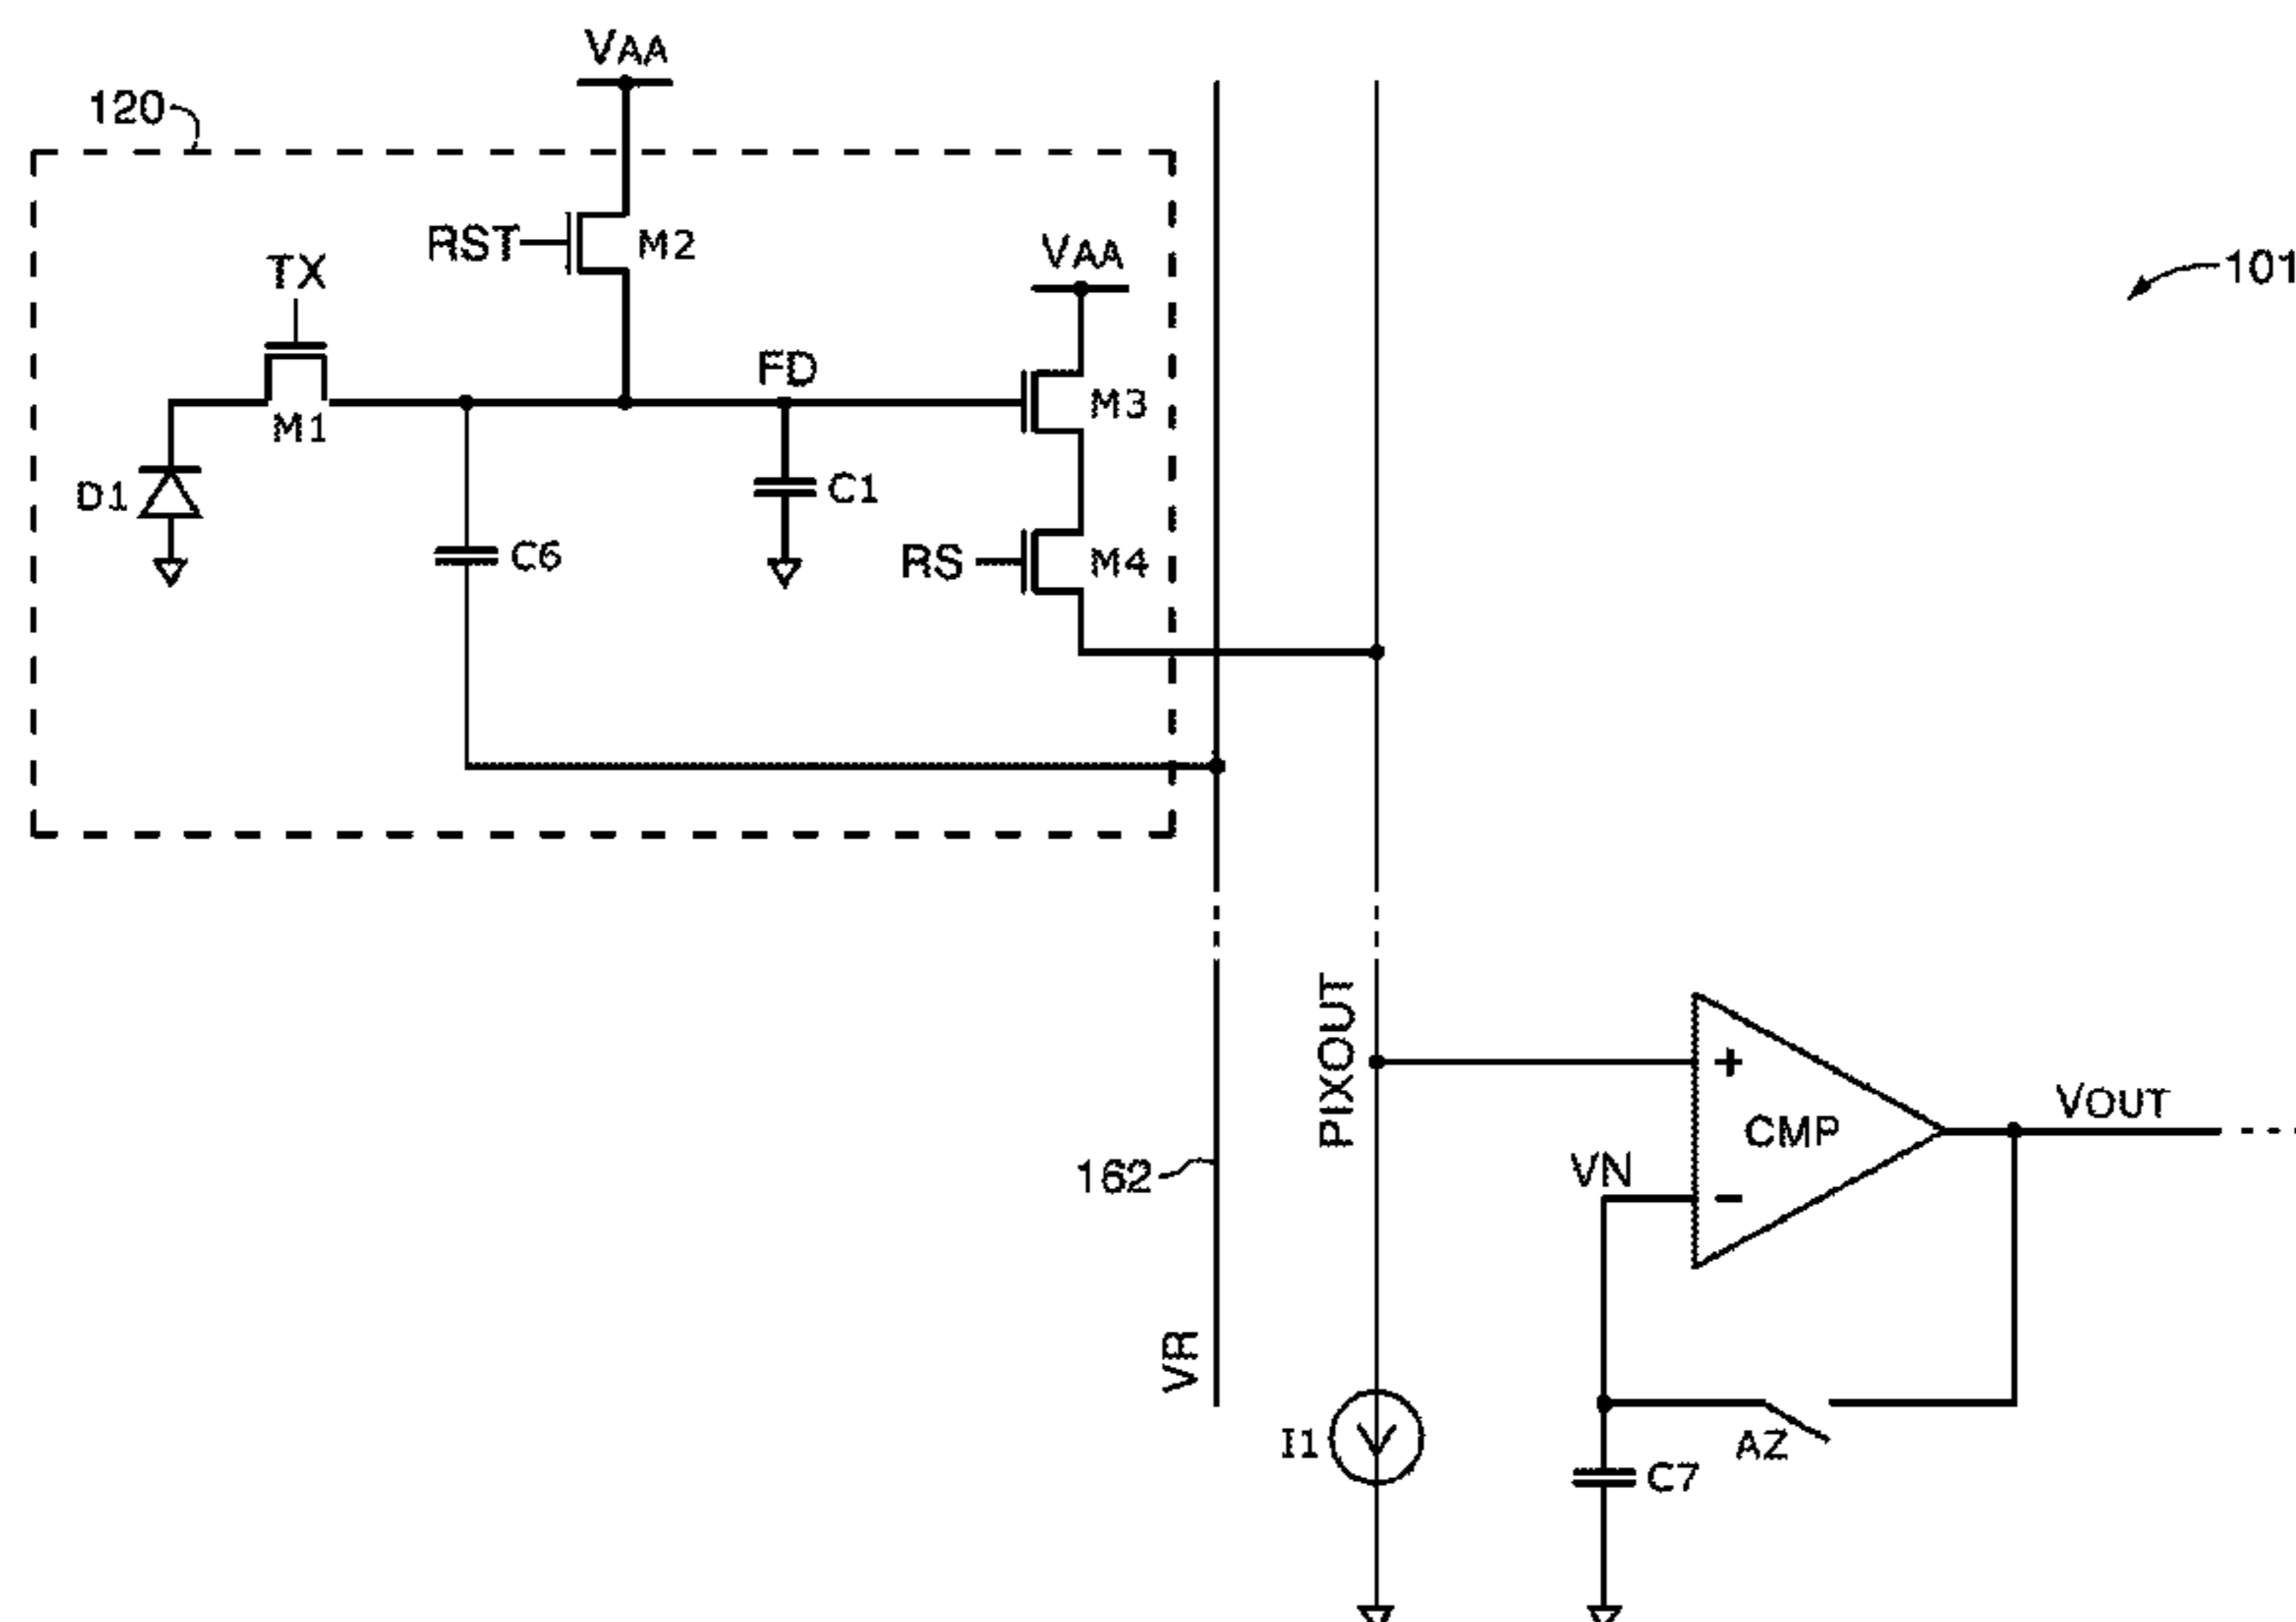 VAA
120
RST
M2
TX
VAA
101
FD
M3
M1
D1
C1
C6
RS
M4
PIXOUT
+
CMP
VOUT
162
VN
-
VR
I1
AZ
C7